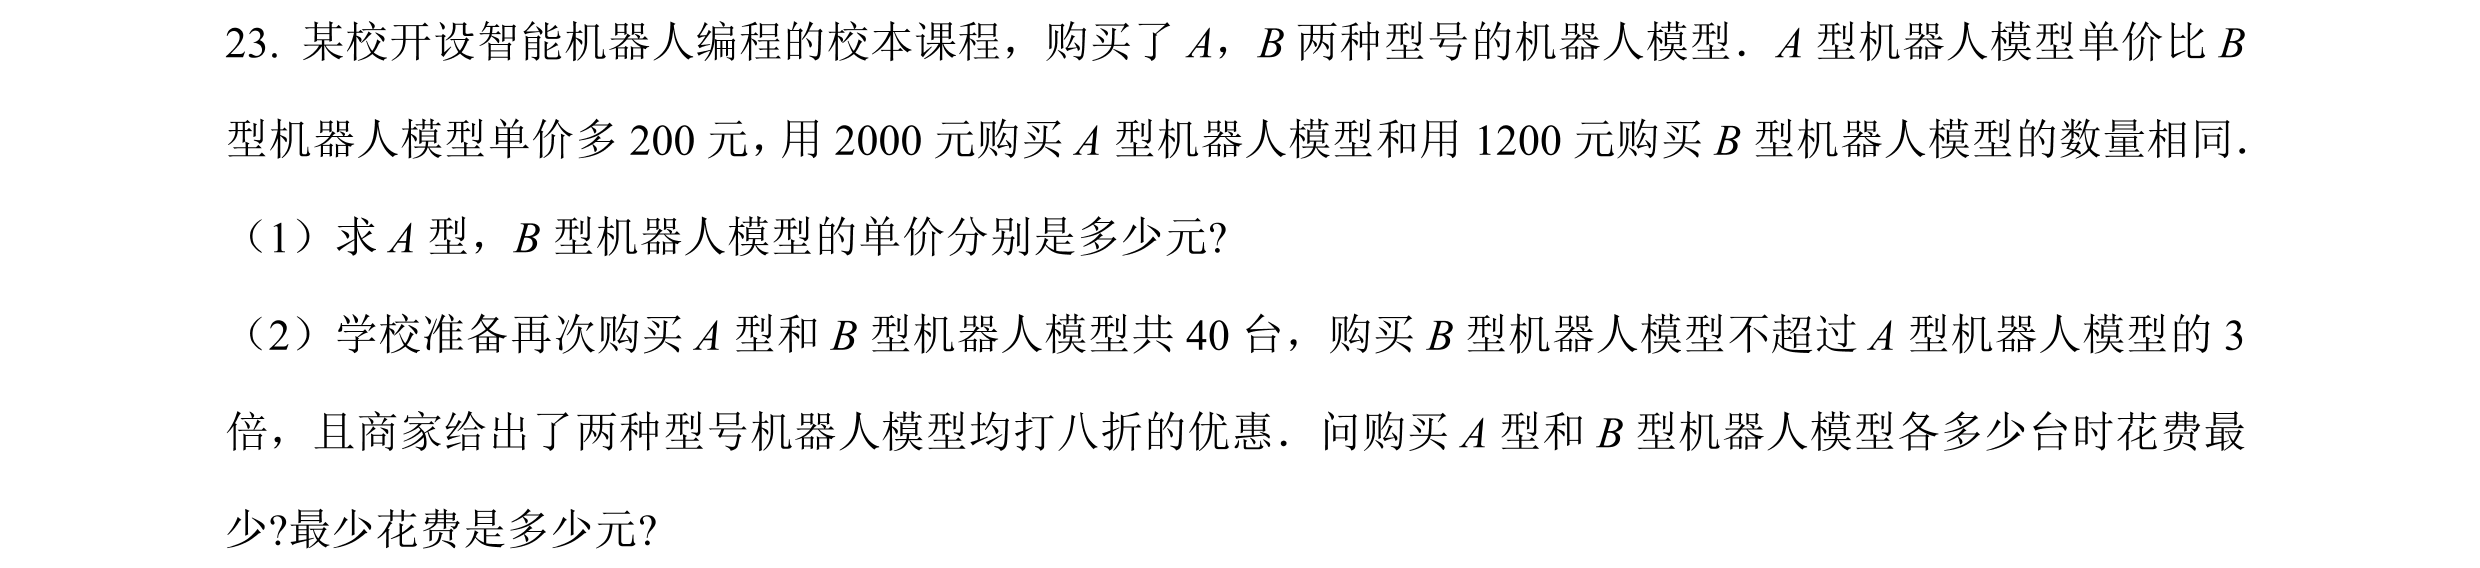 23. 某校开设智能机器人编程的校本课程，购买了 A，B 两种型号的机器人模型．A 型机器人模型单价比 B
型机器人模型单价多 200 元，用 2000 元购买 A 型机器人模型和用 1200 元购买 B 型机器人模型的数量相同．
（1）求 A 型，B 型机器人模型的单价分别是多少元?
（2）学校准备再次购买 A 型和 B 型机器人模型共 40 台，购买 B 型机器人模型不超过 A 型机器人模型的 3
倍，且商家给出了两种型号机器人模型均打八折的优惠．问购买 A 型和 B 型机器人模型各多少台时花费最
少?最少花费是多少元?